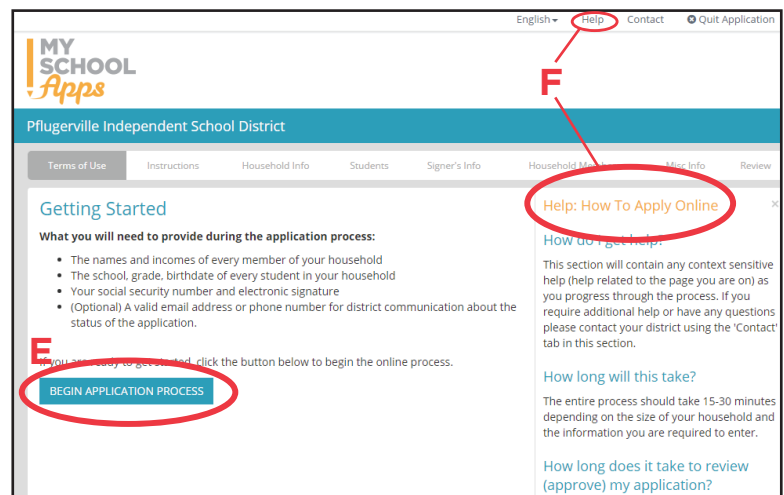 English Help Contact Quit Application
MY
SCHOOL
Apps
F
Pflugerville Independent School District
Terms of Use Instructions Household Info Students Signer's Info Household Misc Info Review
Getting Started
What you will need to provide during the application process:
• The names and incomes of every member of your household
• The school, grade, birthdate of every student in your household
• Your social security number and electronic signature
• (Optional) A valid email address or phone number for district communication about the
status of the application.
E
If you are ready to get started, click the button below to begin the online process.
BEGIN APPLICATION PROCESS
Help: How To Apply Online ×
How do I get help?
This section will contain any context sensitive
help (help related to the page you are on) as
you progress through the process. If you
require additional help or have any questions
please contact your district using the 'Contact'
tab in this section.
How long will this take?
The entire process should take 15-30 minutes
depending on the size of your household and
the information you are required to enter.
How long does it take to review
(approve) my application?